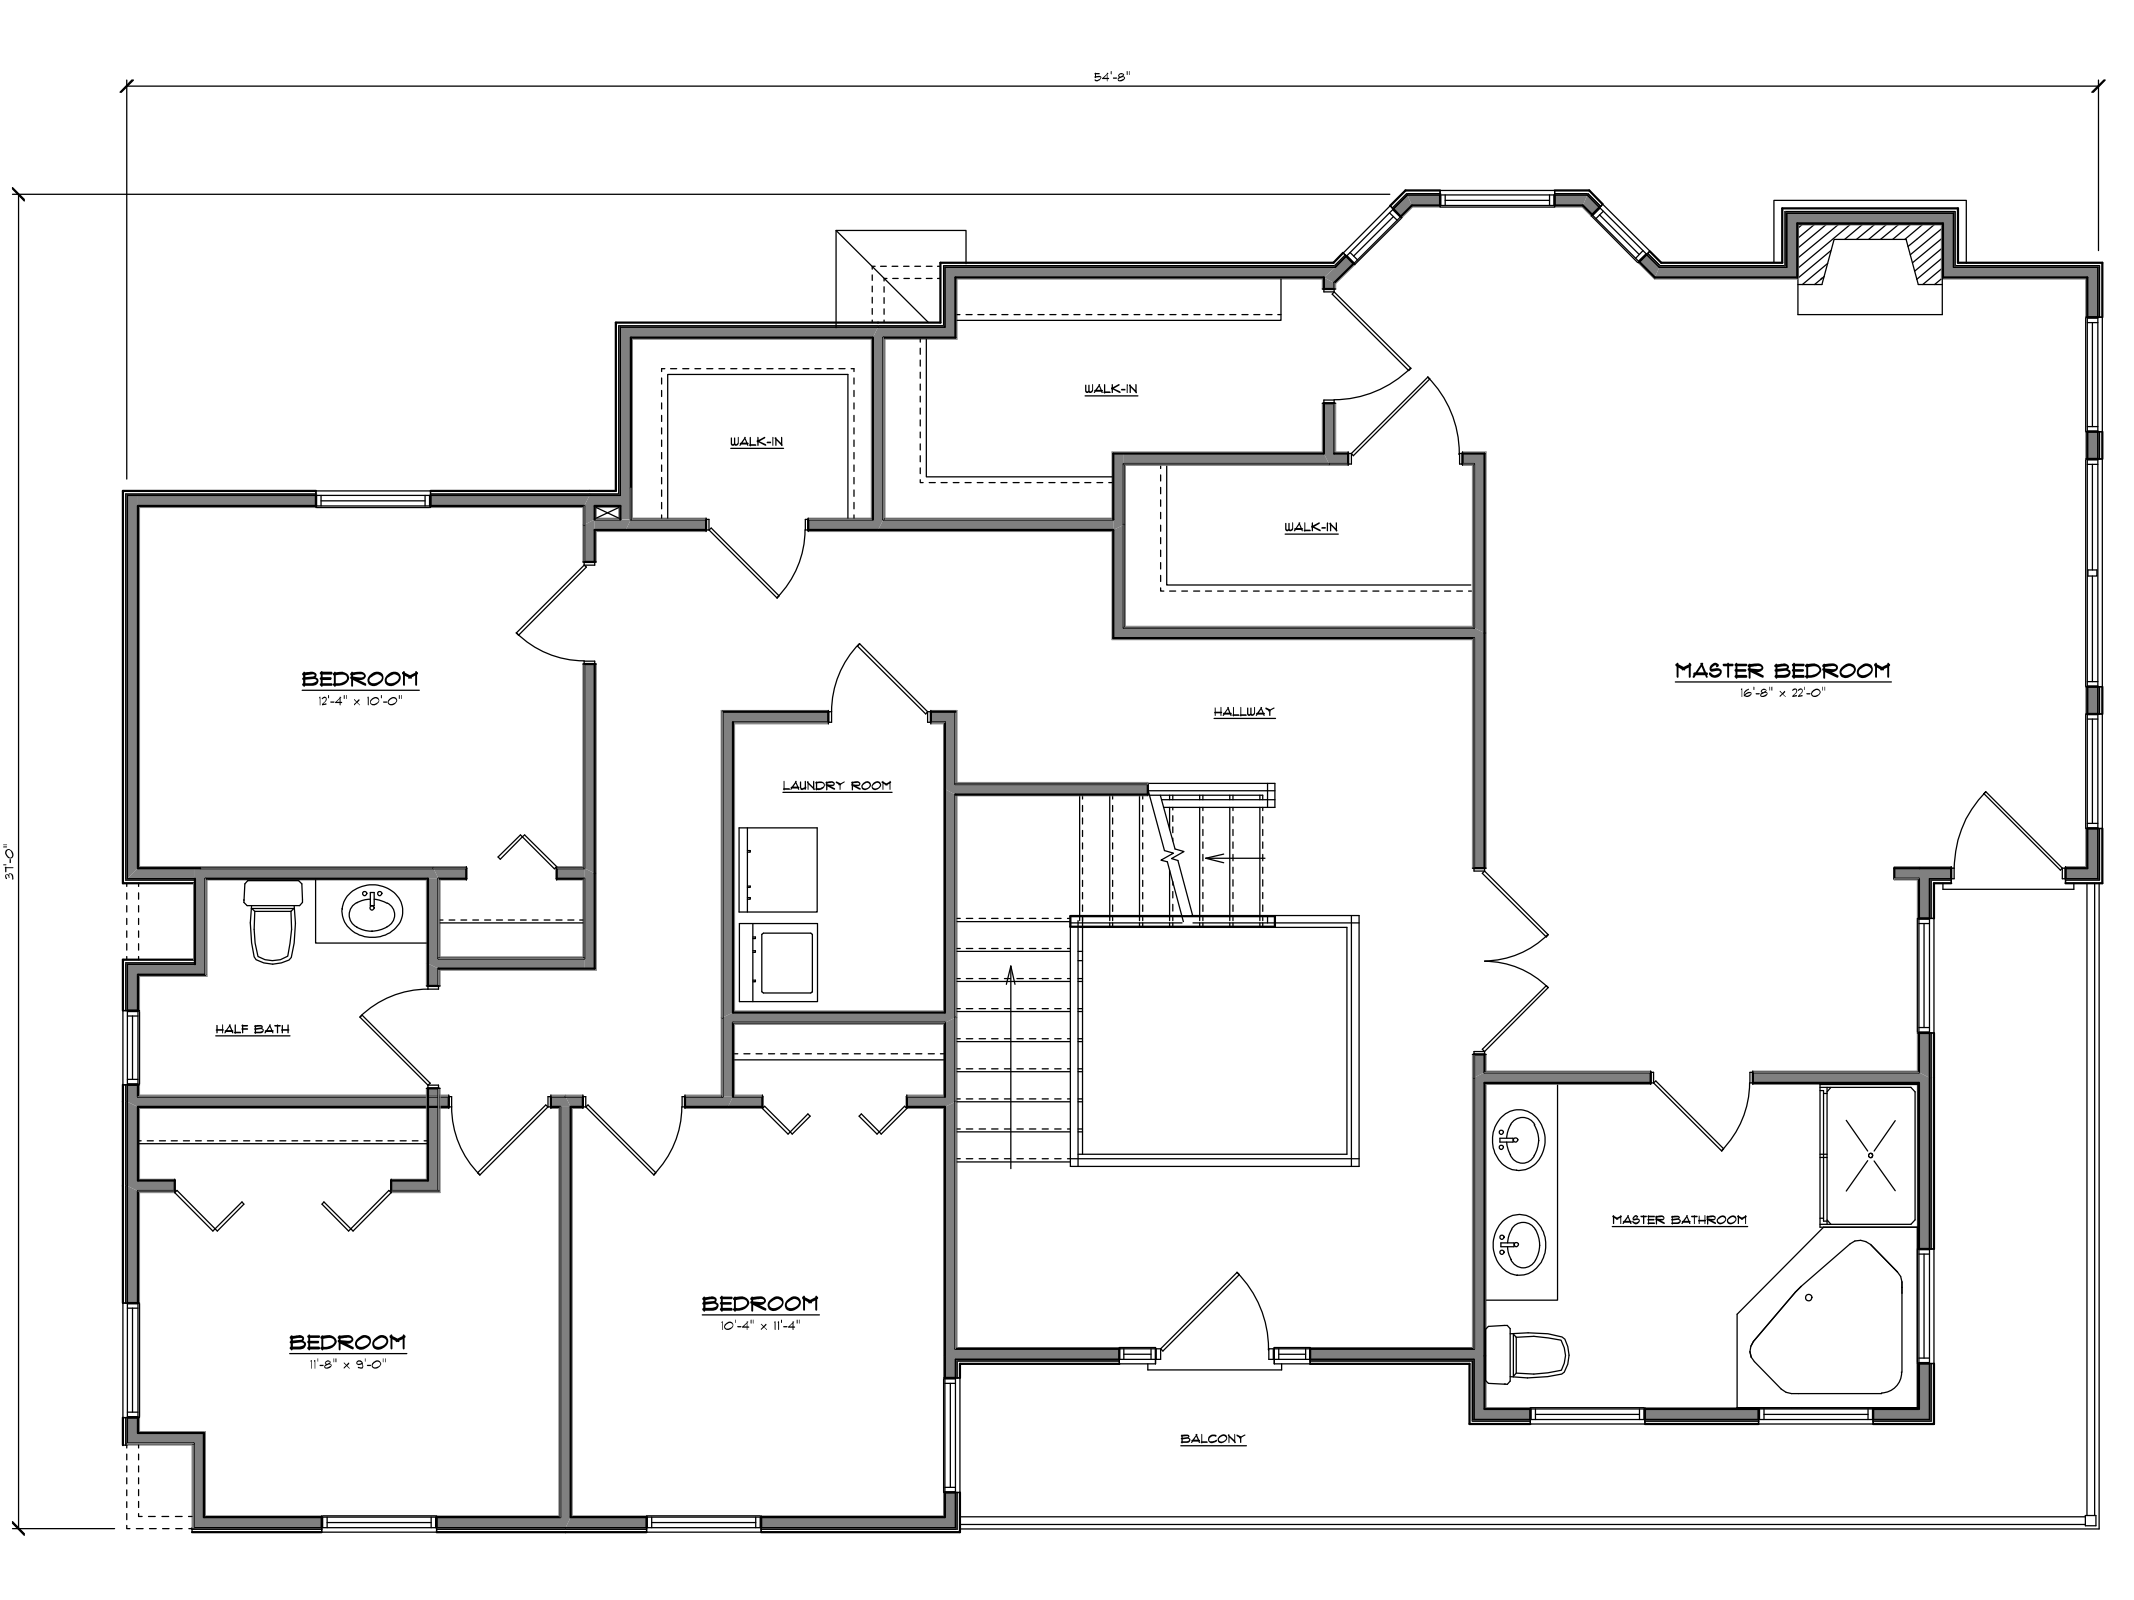 54'-8"
WALK-IN
WALK-IN
WALK-IN
BEDROOM
12'-4" x 10'-0"
MASTER BEDROOM
16'-8" x 22'-0"
HALLWAY
LAUNDRY ROOM
37'-0"
HALF BATH
MASTER BATHROOM
BEDROOM
10'-4" x 11'-4"
BEDROOM
11'-8" x 9'-0"
BALCONY